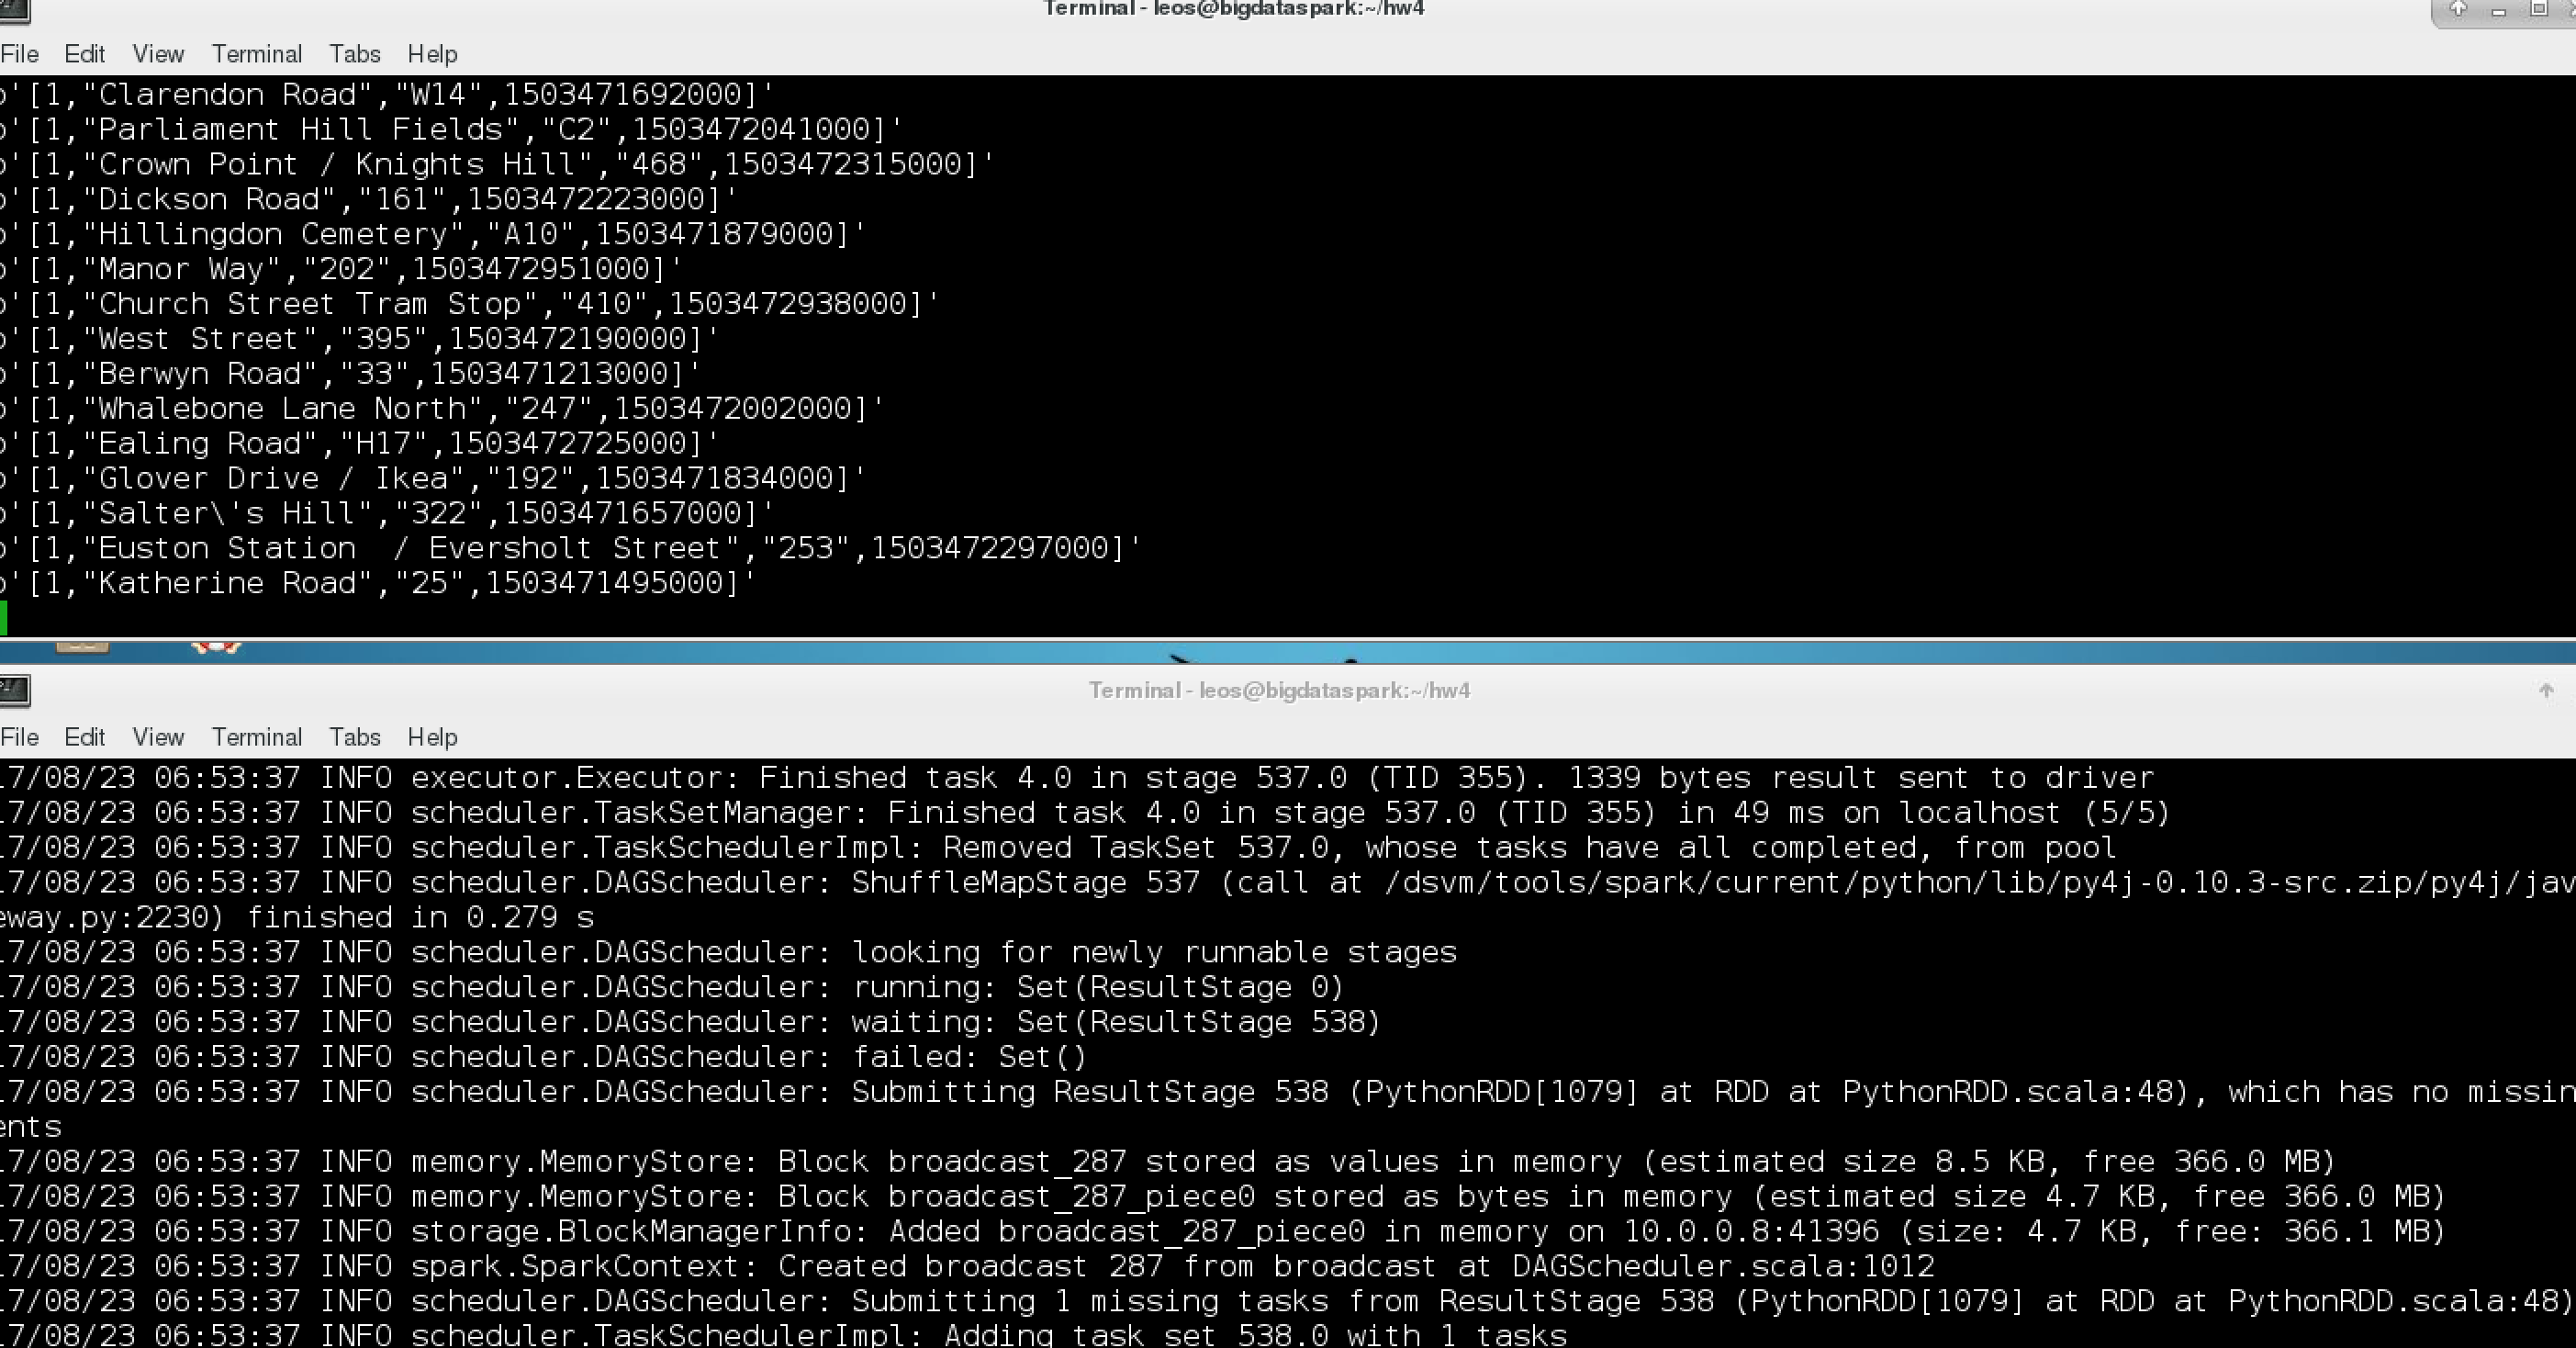 Terminal - leos@bigdataspark:~/hw4
File Edit View Terminal Tabs Help
b'[1,"Clarendon Road","W14",1503471692000]'
b'[1,"Parliament Hill Fields","C2",1503472041000]'
b'[1,"Crown Point / Knights Hill","468",1503472315000]'
b'[1,"Dickson Road","161",1503472223000]'
b'[1,"Hillingdon Cemetery","A10",1503471879000]'
b'[1,"Manor Way","202",1503472951000]'
b'[1,"Church Street Tram Stop","410",1503472938000]'
b'[1,"West Street","395",1503472190000]'
b'[1,"Berwyn Road","33",1503471213000]'
b'[1,"Whalebone Lane North","247",1503472002000]'
b'[1,"Ealing Road","H17",1503472725000]'
b'[1,"Glover Drive / Ikea","192",1503471834000]'
b'[1,"Salter\'s Hill","322",1503471657000]'
b'[1,"Euston Station  / Eversholt Street","253",1503472297000]'
b'[1,"Katherine Road","25",1503471495000]'
Terminal - leos@bigdataspark:~/hw4
File Edit View Terminal Tabs Help
17/08/23 06:53:37 INFO executor.Executor: Finished task 4.0 in stage 537.0 (TID 355). 1339 bytes result sent to driver
17/08/23 06:53:37 INFO scheduler.TaskSetManager: Finished task 4.0 in stage 537.0 (TID 355) in 49 ms on localhost (5/5)
17/08/23 06:53:37 INFO scheduler.TaskSchedulerImpl: Removed TaskSet 537.0, whose tasks have all completed, from pool
17/08/23 06:53:37 INFO scheduler.DAGScheduler: ShuffleMapStage 537 (call at /dsvm/tools/spark/current/python/lib/py4j-0.10.3-src.zip/py4j/jav
eway.py:2230) finished in 0.279 s
17/08/23 06:53:37 INFO scheduler.DAGScheduler: looking for newly runnable stages
17/08/23 06:53:37 INFO scheduler.DAGScheduler: running: Set(ResultStage 0)
17/08/23 06:53:37 INFO scheduler.DAGScheduler: waiting: Set(ResultStage 538)
17/08/23 06:53:37 INFO scheduler.DAGScheduler: failed: Set()
17/08/23 06:53:37 INFO scheduler.DAGScheduler: Submitting ResultStage 538 (PythonRDD[1079] at RDD at PythonRDD.scala:48), which has no missin
ents
17/08/23 06:53:37 INFO memory.MemoryStore: Block broadcast_287 stored as values in memory (estimated size 8.5 KB, free 366.0 MB)
17/08/23 06:53:37 INFO memory.MemoryStore: Block broadcast_287_piece0 stored as bytes in memory (estimated size 4.7 KB, free 366.0 MB)
17/08/23 06:53:37 INFO storage.BlockManagerInfo: Added broadcast_287_piece0 in memory on 10.0.0.8:41396 (size: 4.7 KB, free: 366.1 MB)
17/08/23 06:53:37 INFO spark.SparkContext: Created broadcast 287 from broadcast at DAGScheduler.scala:1012
17/08/23 06:53:37 INFO scheduler.DAGScheduler: Submitting 1 missing tasks from ResultStage 538 (PythonRDD[1079] at RDD at PythonRDD.scala:48)
17/08/23 06:53:37 INFO scheduler.TaskSchedulerImpl: Adding task set 538.0 with 1 tasks